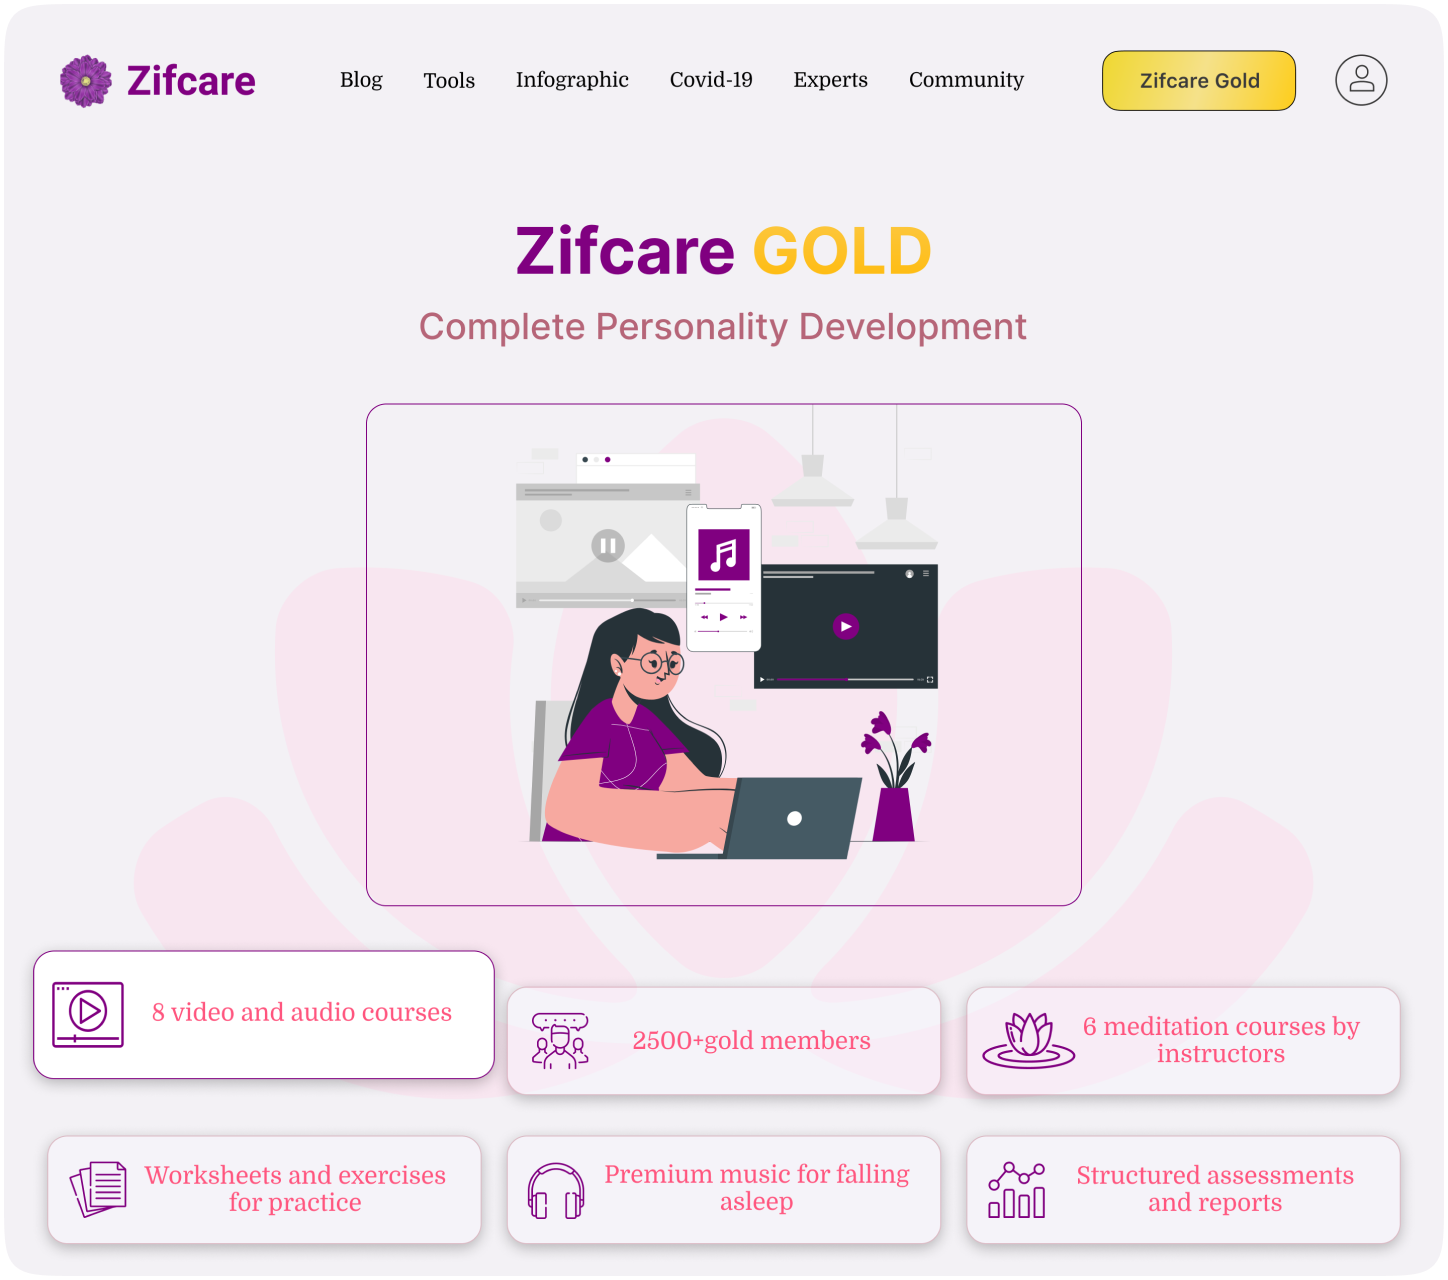 Zifcare
Blog Tools Infographic Covid-19 Experts Community
Zifcare Gold
Zifcare GOLD
Complete Personality Development
8 video and audio courses
2500+gold members
6 meditation courses by
instructors
Worksheets and exercises
for practice
Premium music for falling
asleep
Structured assessments
and reports